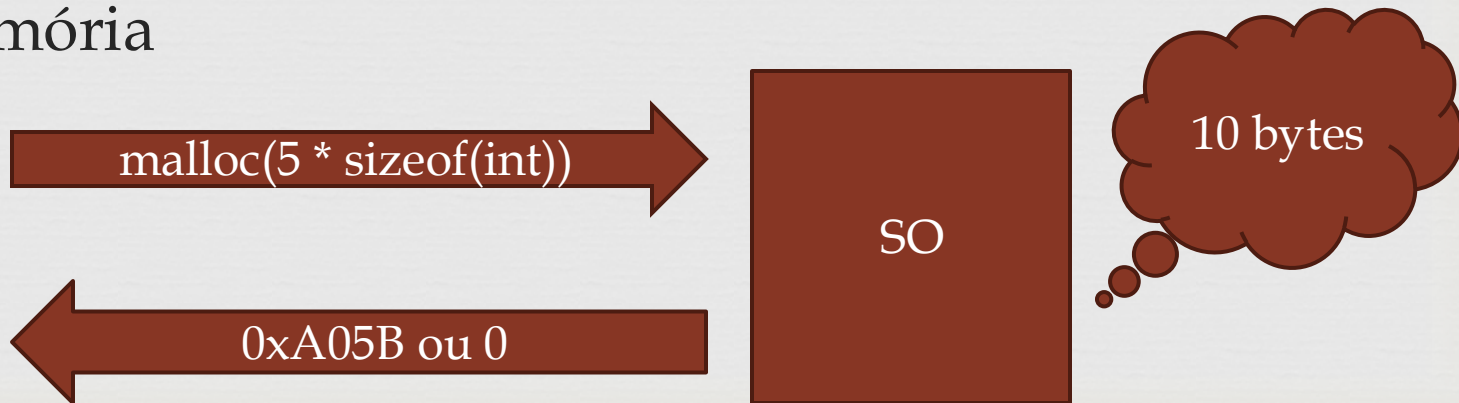 mória
malloc(5 * sizeof(int))
10 bytes
SO
0xA05B ou 0